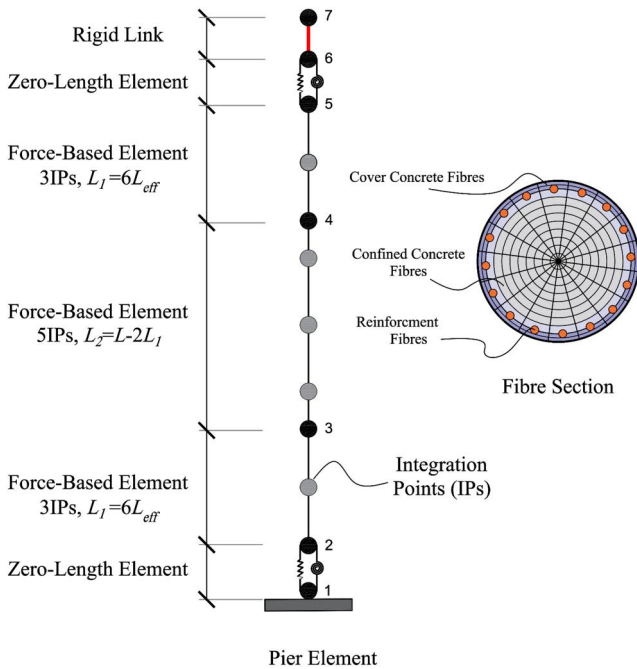 7
Rigid Link
6
Zero-Length Element
5
Force-Based Element
3IPs, L₁=6Leff
4
Force-Based Element
5IPs, L₂=L-2L₁
3
Force-Based Element
3IPs, L₁=6Leff
Integration
Points (IPs)
2
Zero-Length Element
1
Pier Element
Cover Concrete Fibres
Confined Concrete
Fibres
Reinforcment
Fibres
Fibre Section